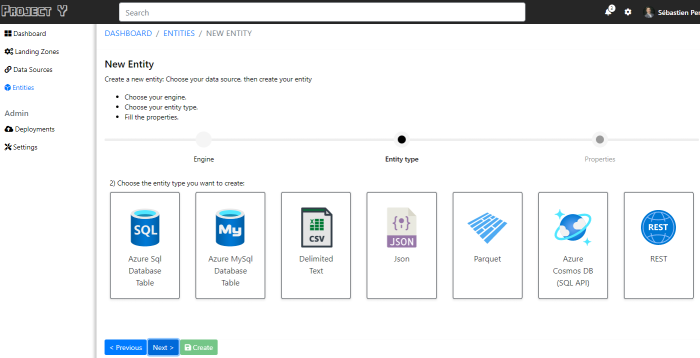 Project Y
Search
2
Sébastien Per
Dashboard
Landing Zones
Data Sources
Entities
Admin
Deployments
Settings
DASHBOARD / ENTITIES / NEW ENTITY
New Entity
Create a new entity: Choose your data source, then create your entity
• Choose your engine.
• Choose your entity type.
• Fill the properties.
Engine
Entity type
Properties
2) Choose the entity type you want to create:
SQL
Azure Sql
Database
Table
My
Azure MySql
Database
Table
CSV
Delimited
Text
{;}
JSON
Json
Parquet
Azure
Cosmos DB
(SQL API)
REST
REST
< Previous
Next >
Create